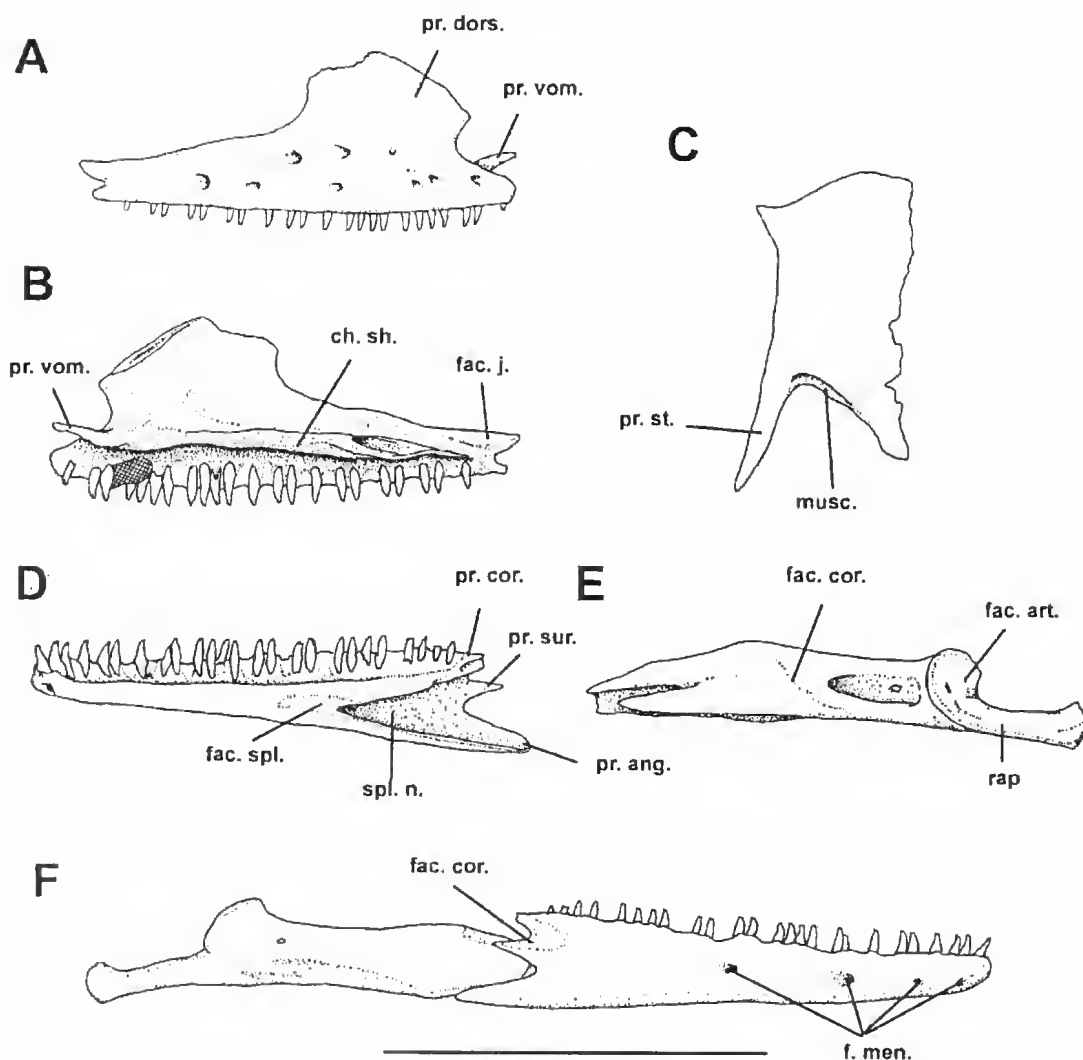 A
pr. dors.
pr. vom.
C
B
ch. sh.
pr. vom.
fac. j.
pr. st.
musc.
D
pr. cor.
pr. sur.
fac. spl.
spl. n.
pr. ang.
E
fac. cor.
fac. art.
rap
F
fac. cor.
f. men.